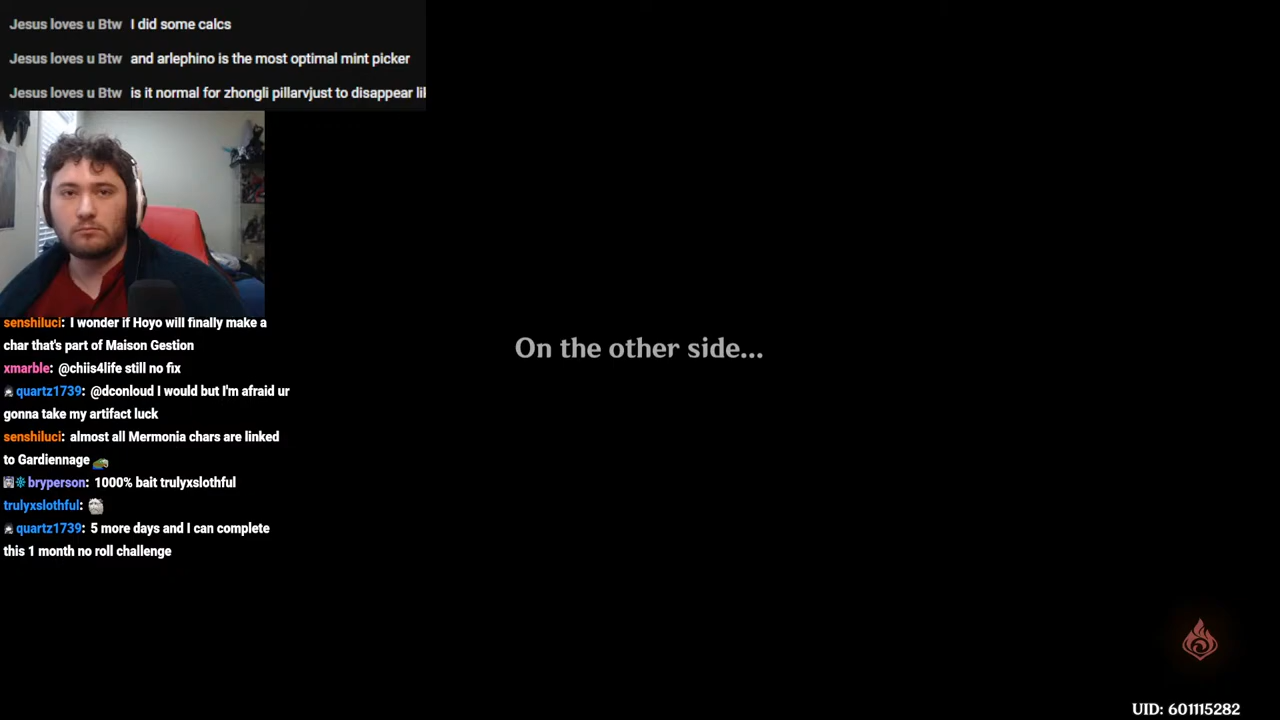 Jesus loves u Btw I did some calcs
Jesus loves u Btw and arlephino is the most optimal mint picker
Jesus loves u Btw is it normal for zhongli pillarvjust to disappear lik
senshiluci: I wonder if Hoyo will finally make a
char that's part of Maison Gestion
xmarble: @chiis4life still no fix
quartz1739: @dconloud I would but I'm afraid ur
gonna take my artifact luck
senshiluci: almost all Mermonia chars are linked
to Gardiennage
bryperson: 1000% bait trulyxslothful
trulyxslothful:
quartz1739: 5 more days and I can complete
this 1 month no roll challenge
On the other side...
UID: 601115282